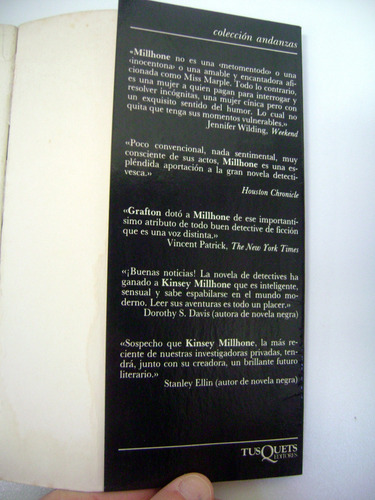 colección andanzas
«Millhone no es una ‹metomentodo› o una
‹inocentona› o una amable y encantadora afi-
cionada como Miss Marple. Todo lo contrario,
es una mujer a quien pagan para interrogar y
resolver incógnitas, una mujer cínica pero con
un exquisito sentido del humor. Lo cual no
quita que tenga sus momentos vulnerables.»
Jennifer Wilding, Weekend
«Poco convencional, nada sentimental, muy
consciente de sus actos, Millhone es una es-
pléndida aportación a la gran novela detecti-
vesca.»
Houston Chronicle
«Grafton dotó a Millhone de ese importantí-
simo atributo de todo buen detective de ficción
que es una voz distinta.»
Vincent Patrick, The New York Times
«¡Buenas noticias! La novela de detectives ha
ganado a Kinsey Millhone que es inteligente,
sensual y sabe espabilarse en el mundo mo-
derno. Leer sus aventuras es todo un placer.»
Dorothy S. Davis (autora de novela negra)
«Sospecho que Kinsey Millhone, la más re-
ciente de nuestras investigadoras privadas, ten-
drá, junto con su creadora, un brillante futuro
literario.»
Stanley Ellin (autor de novela negra)
TUSQUETS
EDITORES